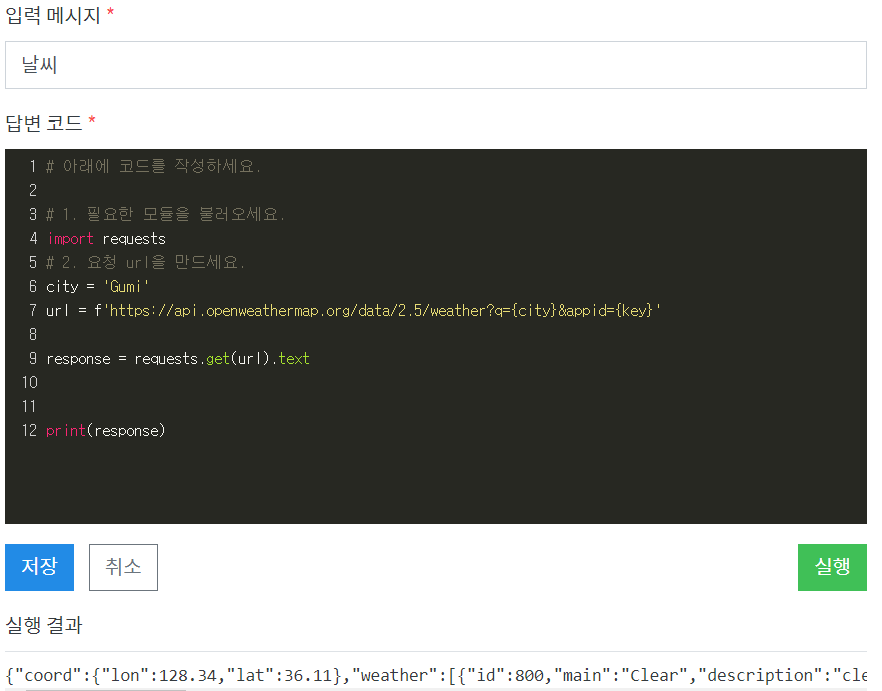 입력 메시지 *
날씨
답변 코드 *
1 # 아래에 코드를 작성하세요.
2
3 # 1. 필요한 모듈을 불러오세요.
4 import requests
5 # 2. 요청 url을 만드세요.
6 city = 'Gumi'
7 url = f'https://api.openweathermap.org/data/2.5/weather?q={city}&appid={key}'
8
9 response = requests.get(url).text
10
11
12 print(response)
저장 취소 실행
실행 결과
{"coord":{"lon":128.34,"lat":36.11},"weather":[{"id":800,"main":"Clear","description":"cle